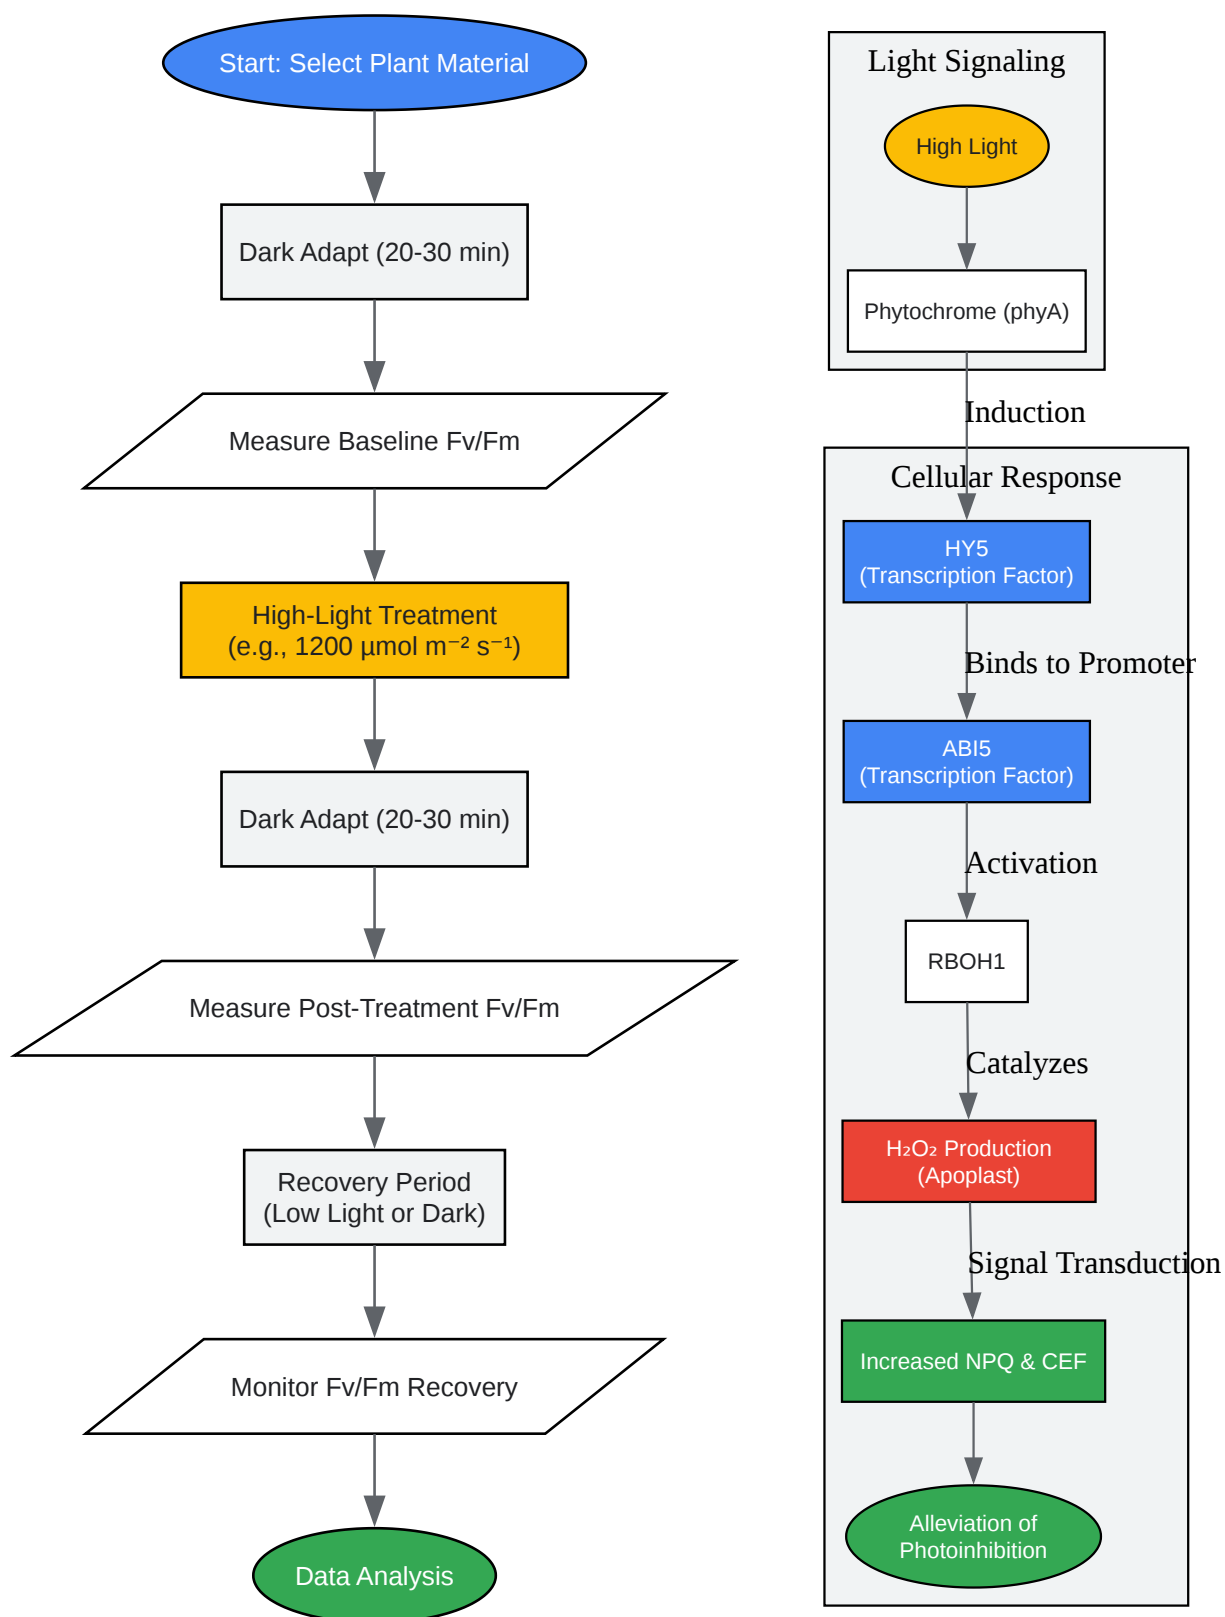 Start: Select Plant Material
Dark Adapt (20-30 min)
Measure Baseline Fv/Fm
High-Light Treatment
(e.g., 1200 µmol m⁻² s⁻¹)
Dark Adapt (20-30 min)
Measure Post-Treatment Fv/Fm
Recovery Period
(Low Light or Dark)
Monitor Fv/Fm Recovery
Data Analysis
Light Signaling
High Light
Phytochrome (phyA)
Induction
Cellular Response
HY5
(Transcription Factor)
Binds to Promoter
ABI5
(Transcription Factor)
Activation
RBOH1
Catalyzes
H₂O₂ Production
(Apoplast)
Signal Transduction
Increased NPQ & CEF
Alleviation of
Photoinhibition